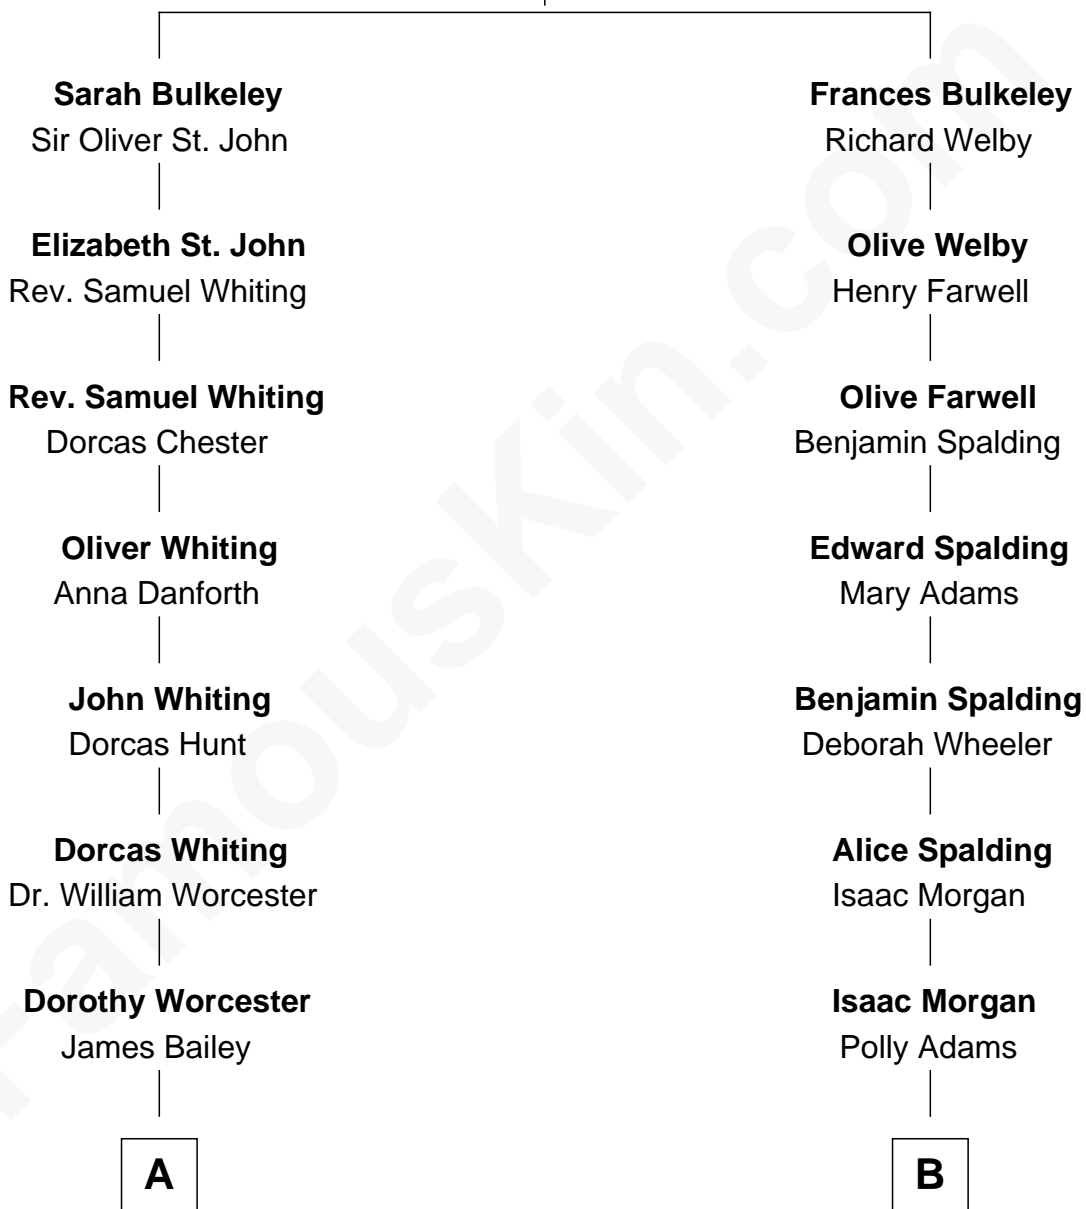 Sarah Bulkeley
Sir Oliver St. John
Elizabeth St. John
Rev. Samuel Whiting
Rev. Samuel Whiting
Dorcas Chester
Oliver Whiting
Anna Danforth
John Whiting
Dorcas Hunt
Dorcas Whiting
Dr. William Worcester
Dorothy Worcester
James Bailey
A
Frances Bulkeley
Richard Welby
Olive Welby
Henry Farwell
Olive Farwell
Benjamin Spalding
Edward Spalding
Mary Adams
Benjamin Spalding
Deborah Wheeler
Alice Spalding
Isaac Morgan
Isaac Morgan
Polly Adams
B
FamousKin.com